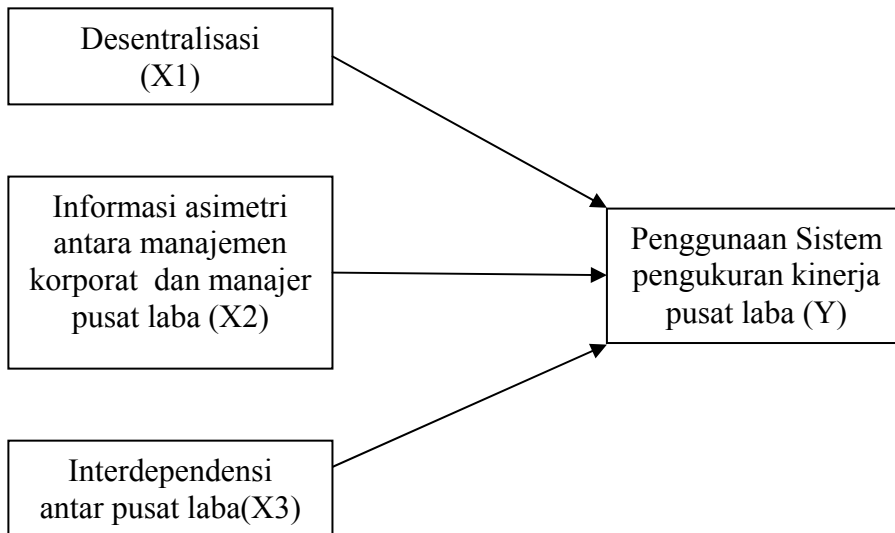 Desentralisasi
(X1)
Informasi asimetri
antara manajemen
korporat dan manajer
pusat laba (X2)
Penggunaan Sistem
pengukuran kinerja
pusat laba (Y)
Interdependensi
antar pusat laba(X3)